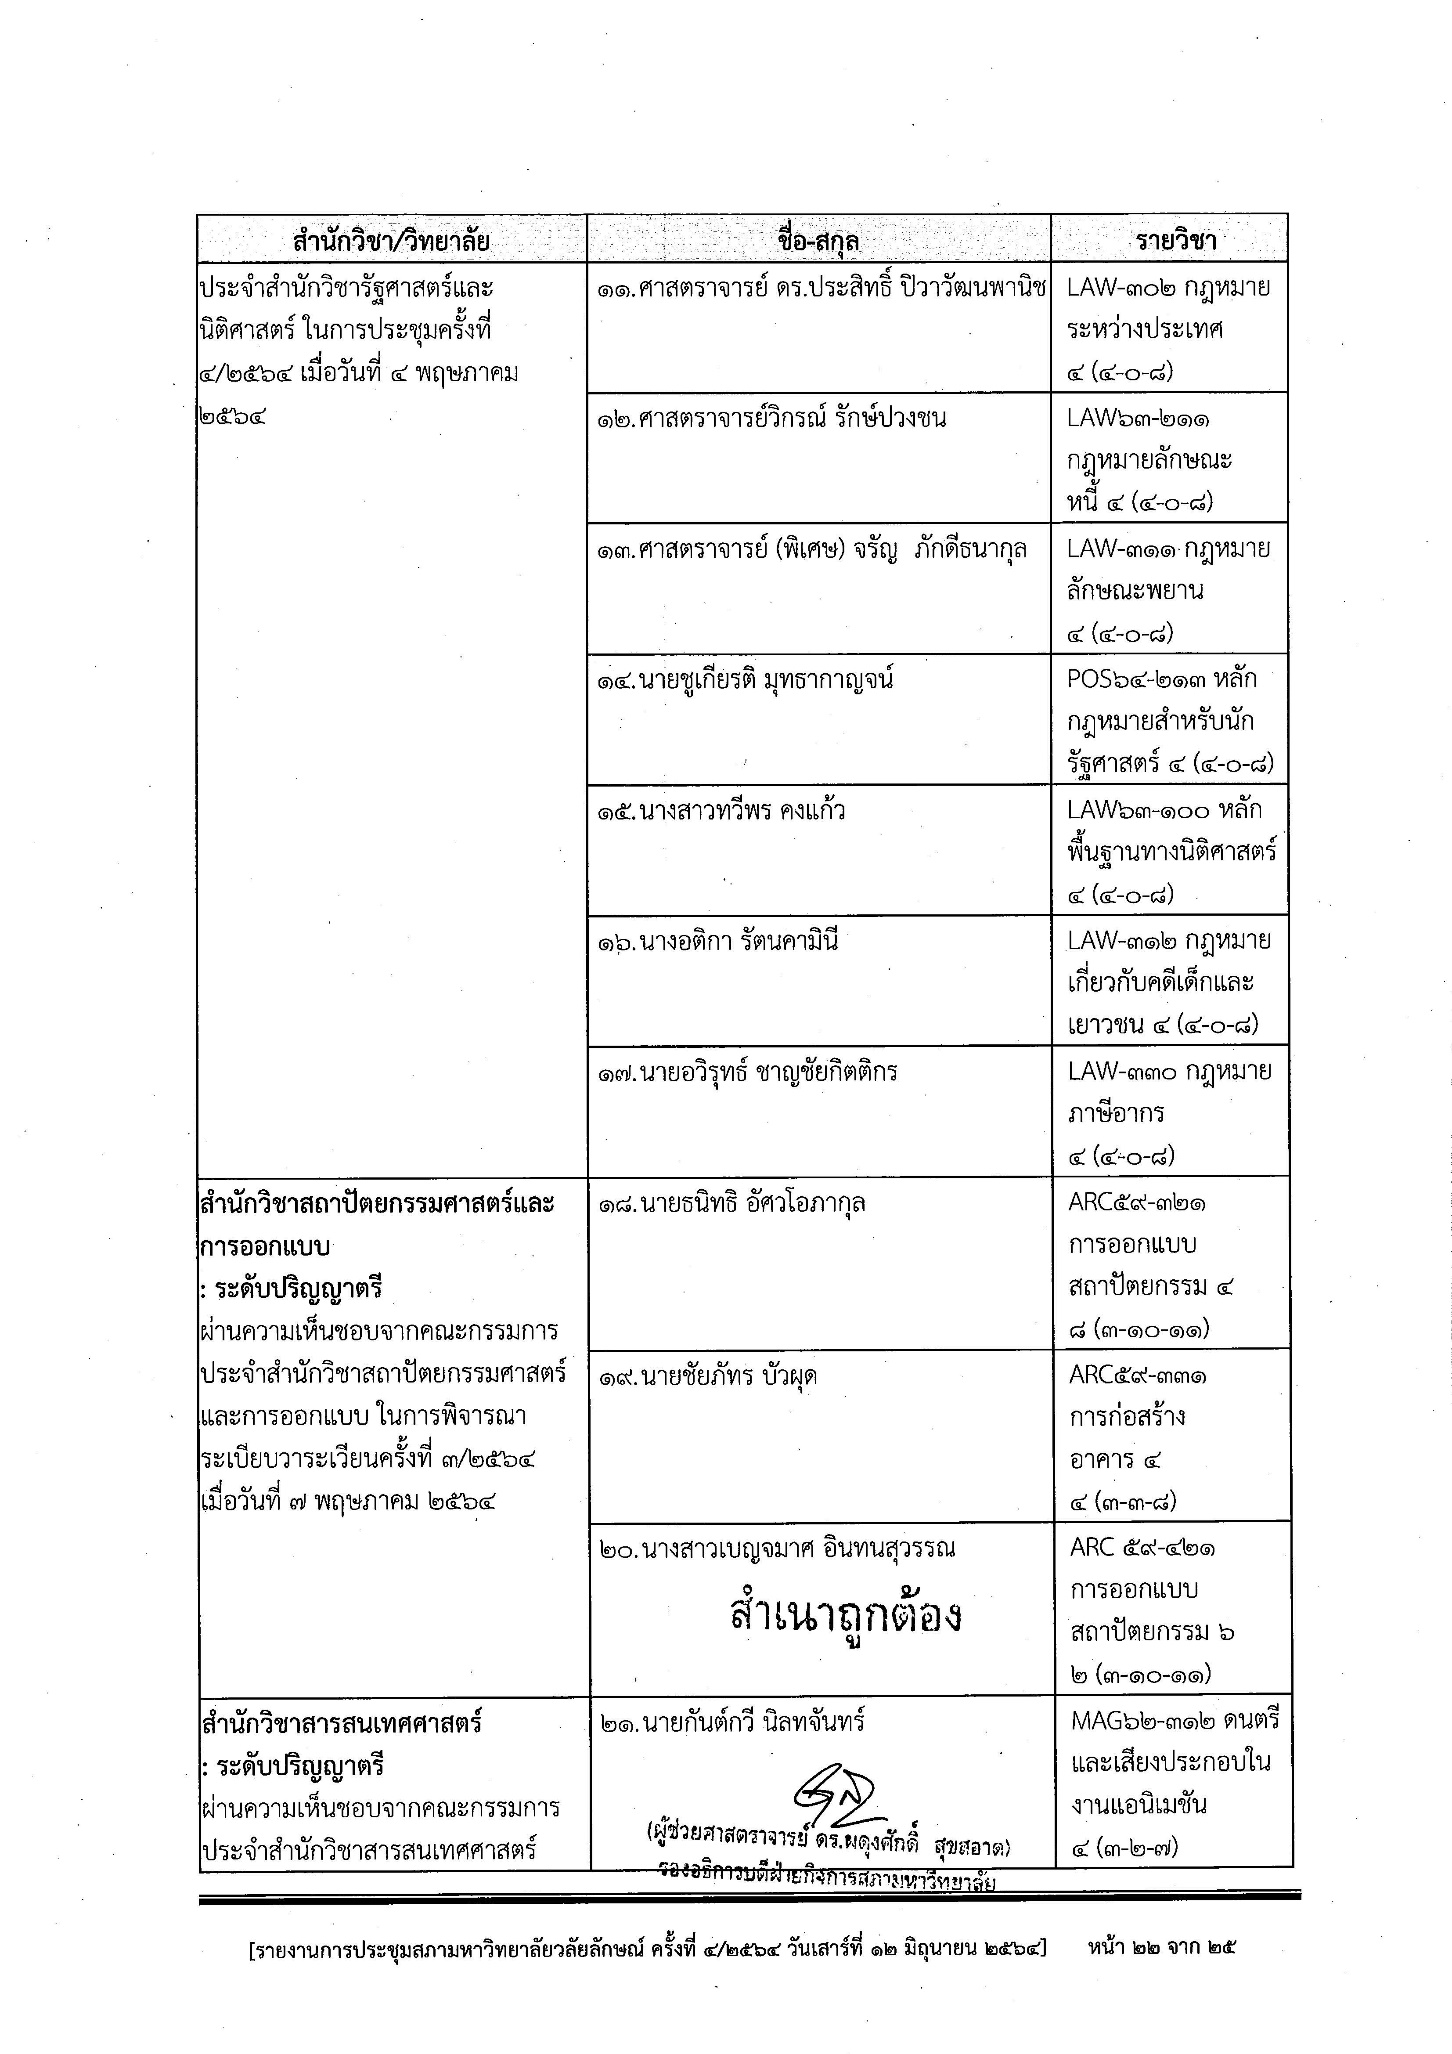 สำนักวิชา/วิทยาลัย ชื่อ-สกุล รายวิชา
ประจำสำนักวิชารัฐศาสตร์และ
นิติศาสตร์ ในการประชุมครั้งที่
๔/๒๕๖๔ เมื่อวันที่ ๔ พฤษภาคม
๒๕๖๔
๑๑.ศาสตราจารย์ ดร.ประสิทธิ์ ปิวาวัฒนพานิช
LAW-๓๐๒ กฎหมาย
ระหว่างประเทศ
๔ (๔-๐-๘)
๑๒.ศาสตราจารย์วิกรณ์ รักษ์ปวงชน
LAW๖๓-๒๑๑
กฎหมายลักษณะ
หนี้ ๔ (๔-๐-๘)
๑๓.ศาสตราจารย์ (พิเศษ) จรัญ ภักดีธนากุล
LAW-๓๑๑ กฎหมาย
ลักษณะพยาน
๔ (๔-๐-๘)
๑๔.นายชูเกียรติ มุทธากาญจน์
POS๖๔-๒๑๓ หลัก
กฎหมายสำหรับนัก
รัฐศาสตร์ ๔ (๔-๐-๘)
๑๕.นางสาวทวีพร คงแก้ว
LAW๖๓-๑๐๐ หลัก
พื้นฐานทางนิติศาสตร์
๔ (๔-๐-๘)
๑๖.นางอติกา รัตนคามินี
LAW-๓๑๒ กฎหมาย
เกี่ยวกับคดีเด็กและ
เยาวชน ๔ (๔-๐-๘)
๑๗.นายอวิรุทธ์ ชาญชัยกิตติกร
LAW-๓๓๐ กฎหมาย
ภาษีอากร
๔ (๔-๐-๘)
สำนักวิชาสถาปัตยกรรมศาสตร์และ
การออกแบบ
: ระดับปริญญาตรี
ผ่านความเห็นชอบจากคณะกรรมการ
ประจำสำนักวิชาสถาปัตยกรรมศาสตร์
และการออกแบบ ในการพิจารณา
ระเบียบวาระเวียนครั้งที่ ๓/๒๕๖๔
เมื่อวันที่ ๗ พฤษภาคม ๒๕๖๔
๑๘.นายธนิทธิ อัศวโอภากุล
ARC๕๙-๓๒๑
การออกแบบ
สถาปัตยกรรม ๔
๘ (๓-๑๐-๑๑)
๑๙.นายชัยภัทร บัวผุด
ARC๕๙-๓๓๑
การก่อสร้าง
อาคาร ๔
๔ (๓-๓-๘)
๒๐.นางสาวเบญจมาศ อินทนสุวรรณ
ARC ๕๙-๔๒๑
การออกแบบ
สถาปัตยกรรม ๖
๒ (๓-๑๐-๑๑)
สำเนาถูกต้อง
สำนักวิชาสารสนเทศศาสตร์
: ระดับปริญญาตรี
ผ่านความเห็นชอบจากคณะกรรมการ
ประจำสำนักวิชาสารสนเทศศาสตร์
๒๑.นายกันต์กวี นิลทจันทร์
MAG๖๒-๓๑๒ ดนตรี
และเสียงประกอบใน
งานแอนิเมชัน
๔ (๓-๒-๗)
(ผู้ช่วยศาสตราจารย์ ดร.ผดุงศักดิ์ สุขสอาด)
รองอธิการบดีฝ่ายกิจการสภามหาวิทยาลัย
[รายงานการประชุมสภามหาวิทยาลัยวลัยลักษณ์ ครั้งที่ ๔/๒๕๖๔ วันเสาร์ที่ ๑๒ มิถุนายน ๒๕๖๔] หน้า ๒๒ จาก ๒๕